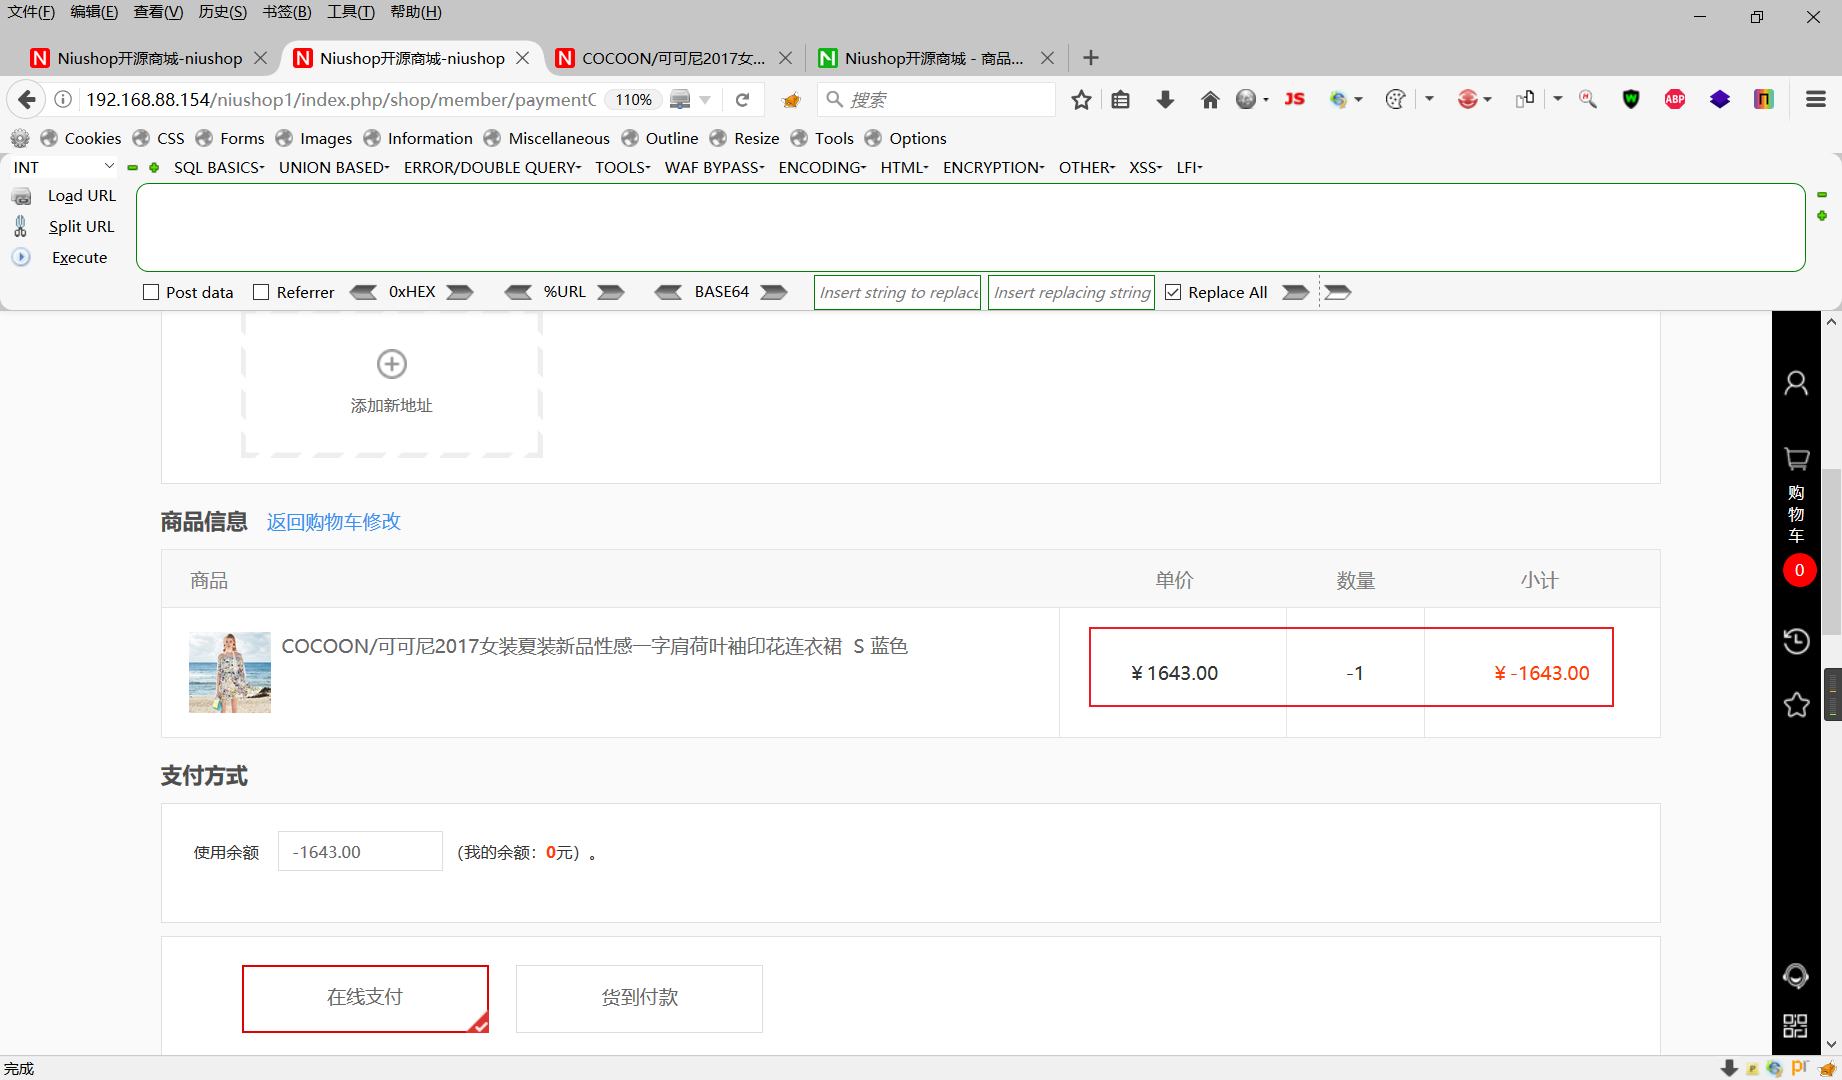 文件(F) 编辑(E) 查看(V) 历史(S) 书签(B) 工具(T) 帮助(H)
Niushop开源商城-niushop Niushop开源商城-niushop COCOON/可可尼2017女... Niushop开源商城 - 商品...
192.168.88.154/niushop1/index.php/shop/member/paymentC 110% 搜索 JS ABP
Cookies CSS Forms Images Information Miscellaneous Outline Resize Tools Options
INT SQL BASICS UNION BASED ERROR/DOUBLE QUERY TOOLS WAF BYPASS ENCODING HTML ENCRYPTION OTHER XSS LFI
Load URL
Split URL
Execute
Post data Referrer 0xHEX %URL BASE64 Insert string to replace Insert replacing string Replace All
添加新地址
商品信息 返回购物车修改
商品 单价 数量 小计
COCOON/可可尼2017女装夏装新品性感一字肩荷叶袖印花连衣裙 S 蓝色
¥ 1643.00 -1 ¥ -1643.00
支付方式
使用余额 -1643.00 (我的余额：0元) 。
在线支付 货到付款
购
物
车
0
完成